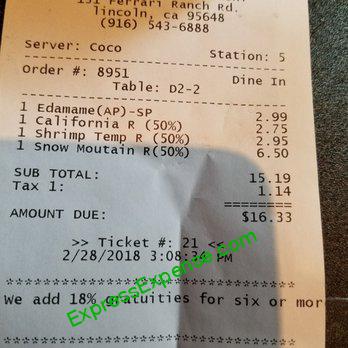 151 Ferrari Ranch Rd.
lincoln, ca 95648
(916) 543-6888
Server: Coco
Station: 5
Order #: 8951 Dine In
Table: D2-2
1 Edamame(AP)-SP 2.99
1 California R (50%) 2.75
1 Shrimp Temp R (50%) 2.95
1 Snow Moutain R(50%) 6.50
SUB TOTAL: 15.19
Tax 1: 1.14
========
AMOUNT DUE: $16.33
>> Ticket #: 21 <<
2/28/2018 3:08:34 PM
ExpressExpense.com
We add 18% gratuities for six or mor